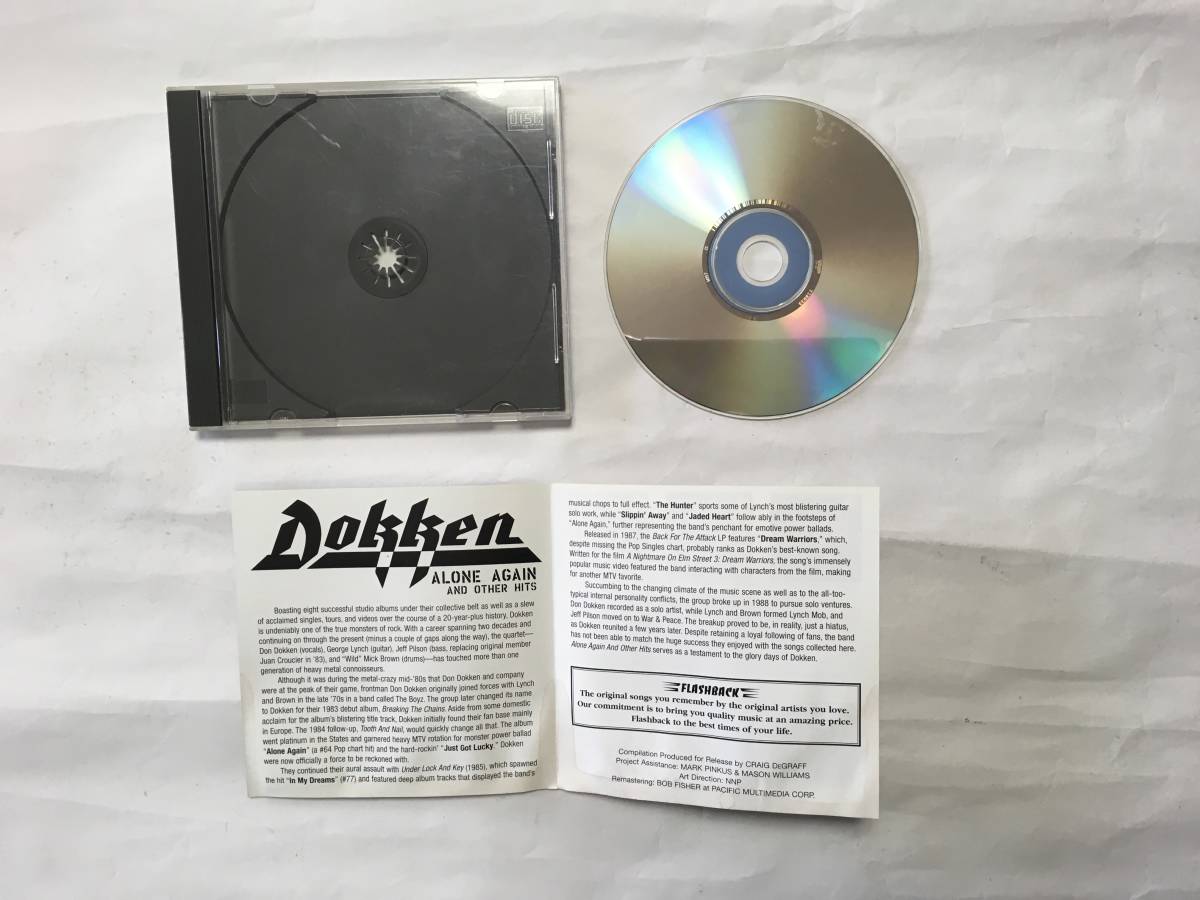 disc
Dokken
ALONE AGAIN
AND OTHER HITS
Boasting eight successful studio albums under their collective belt as well as a slew
of acclaimed singles, tours, and videos over the course of a 20-year-plus history, Dokken
is undeniably one of the true monsters of rock. With a career spanning two decades and
continuing on through the present (minus a couple of gaps along the way), the quartet—
Don Dokken (vocals), George Lynch (guitar), Jeff Pilson (bass, replacing original member
Juan Croucier in '83), and "Wild" Mick Brown (drums)—has touched more than one
generation of heavy metal connoisseurs.
Although it was during the metal-crazy mid-'80s that Don Dokken and company
were at the peak of their game, frontman Don Dokken originally joined forces with Lynch
and Brown in the late '70s in a band called The Boyz. The group later changed its name
to Dokken for their 1983 debut album, Breaking The Chains. Aside from some domestic
acclaim for the album's blistering title track, Dokken initially found their fan base mainly
in Europe. The 1984 follow-up, Tooth And Nail, would quickly change all that. The album
went platinum in the States and garnered heavy MTV rotation for monster power ballad
"Alone Again" (a #64 Pop chart hit) and the hard-rockin' "Just Got Lucky." Dokken
were now officially a force to be reckoned with.
They continued their aural assault with Under Lock And Key (1985), which spawned
the hit "In My Dreams" (#77) and featured deep album tracks that displayed the band's
musical chops to full effect. "The Hunter" sports some of Lynch's most blistering guitar
solo work, while "Slippin' Away" and "Jaded Heart" follow ably in the footsteps of
"Alone Again," further representing the band's penchant for emotive power ballads.
Released in 1987, the Back For The Attack LP features "Dream Warriors," which,
despite missing the Pop Singles chart, probably ranks as Dokken's best-known song.
Written for the film A Nightmare On Elm Street 3: Dream Warriors, the song's immensely
popular music video featured the band interacting with characters from the film, making
for another MTV favorite.
Succumbing to the changing climate of the music scene as well as to the all-too-
typical internal personality conflicts, the group broke up in 1988 to pursue solo ventures.
Don Dokken recorded as a solo artist, while Lynch and Brown formed Lynch Mob, and
Jeff Pilson moved on to War & Peace. The breakup proved to be, in reality, just a hiatus,
as Dokken reunited a few years later. Despite retaining a loyal following of fans, the band
has not been able to match the huge success they enjoyed with the songs collected here.
Alone Again And Other Hits serves as a testament to the glory days of Dokken.
FLASHBACK
The original songs you remember by the original artists you love.
Our commitment is to bring you quality music at an amazing price.
Flashback to the best times of your life.
Compilation Produced for Release by CRAIG DeGRAFF
Project Assistance: MARK PINKUS & MASON WILLIAMS
Art Direction: NNP
Remastering: BOB FISHER at PACIFIC MULTIMEDIA CORP.